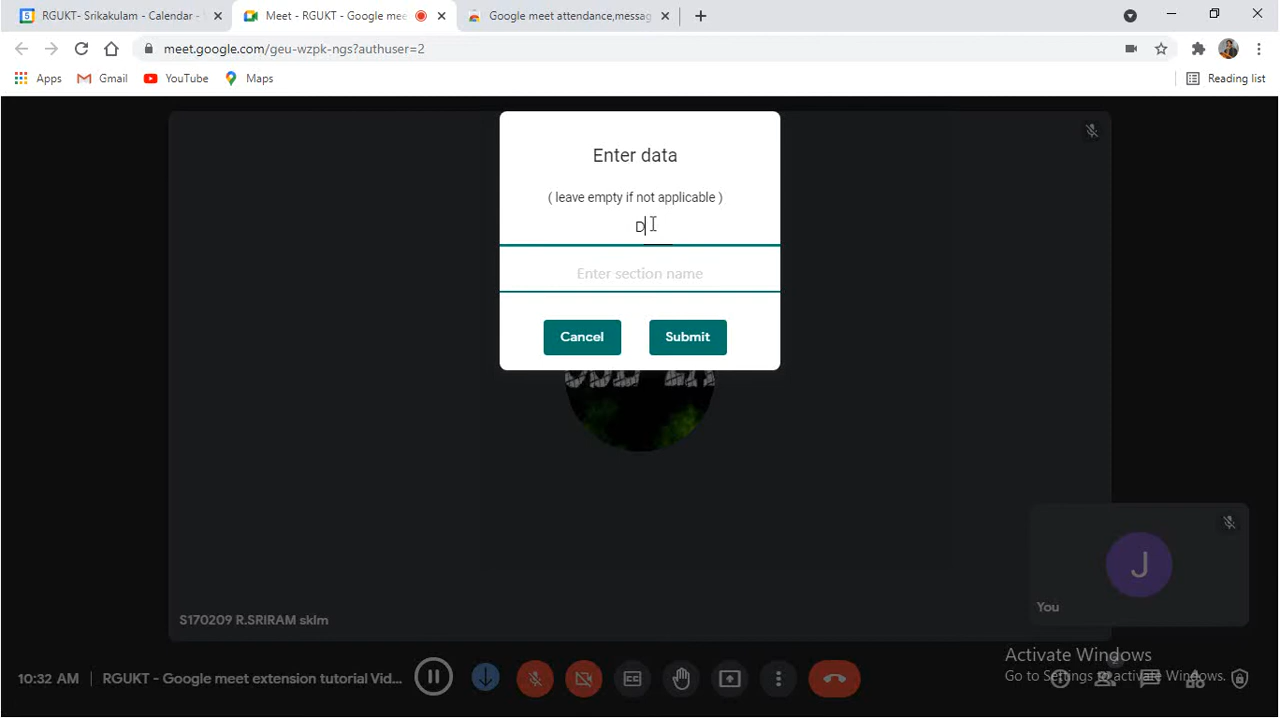 RGUKT- Srikakulam - Calendar -
Meet - RGUKT - Google mee
Google meet attendance,messag
meet.google.com/geu-wzpk-ngs?authuser=2
Apps
Gmail
YouTube
Maps
Reading list
Enter data
( leave empty if not applicable )
D
Enter section name
Cancel
Submit
J
You
S170209 R.SRIRAM sklm
Activate Windows
Go to Settings to activate Windows.
10:32 AM | RGUKT - Google meet extension tutorial Vid...